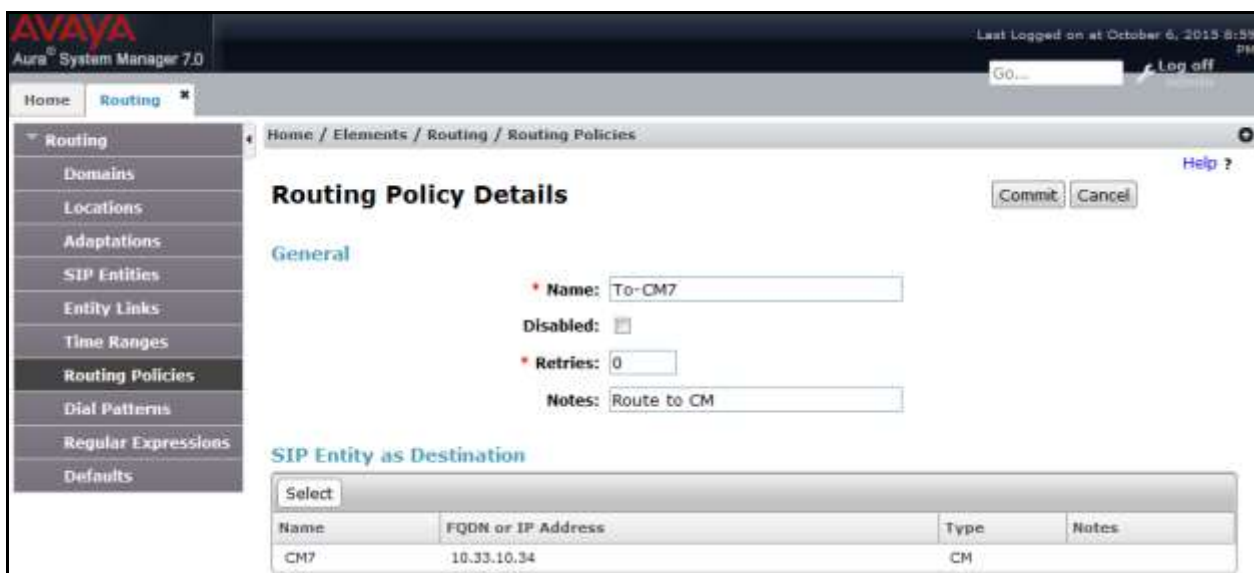 AVAYA
Aura® System Manager 7.0
Last Logged on at October 6, 2015 8:59 PM
Go...
Log off
Home
Routing
Routing
Domains
Locations
Adaptations
SIP Entities
Entity Links
Time Ranges
Routing Policies
Dial Patterns
Regular Expressions
Defaults
Home / Elements / Routing / Routing Policies
Help ?
Routing Policy Details
Commit Cancel
General
* Name: To-CM7
Disabled:
* Retries: 0
Notes: Route to CM
SIP Entity as Destination
Select
Name FQDN or IP Address Type Notes
CM7 10.33.10.34 CM